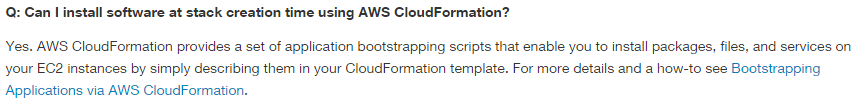 Q: Can I install software at stack creation time using AWS CloudFormation?
Yes. AWS CloudFormation provides a set of application bootstrapping scripts that enable you to install packages, files, and services on
your EC2 instances by simply describing them in your CloudFormation template. For more details and a how-to see Bootstrapping
Applications via AWS CloudFormation.